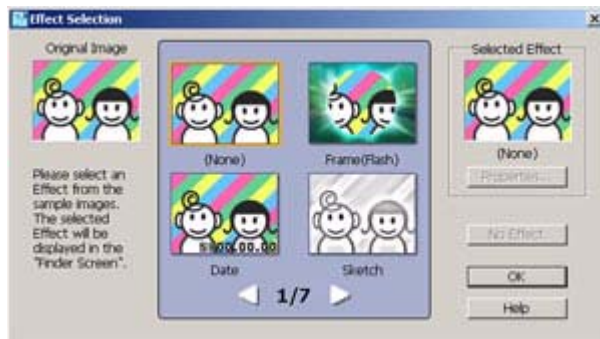 Effect Selection
Original Image
Please select an
Effect from the
sample images.
The selected
Effect will be
displayed in the
"Finder Screen".
(None)
Frame(Flash)
Date
Sketch
1/7
Selected Effect
(None)
Properties...
No Effect
OK
Help